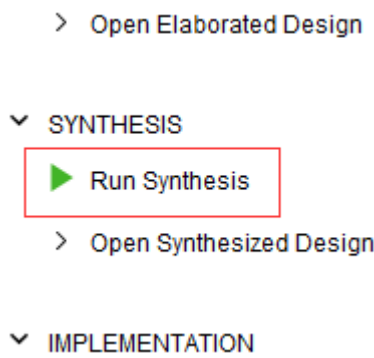 Open Elaborated Design
SYNTHESIS
Run Synthesis
Open Synthesized Design
IMPLEMENTATION